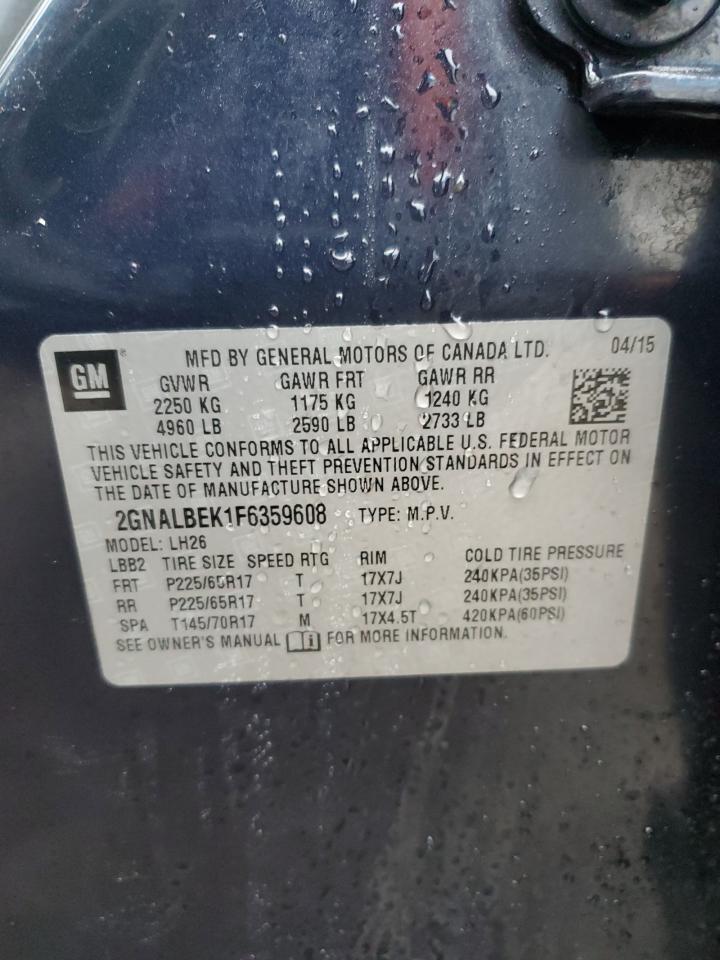 GM
MFD BY GENERAL MOTORS OF CANADA LTD. 04/15
GVWR GAWR FRT GAWR RR
2250 KG 1175 KG 1240 KG
4960 LB 2590 LB 2733 LB
THIS VEHICLE CONFORMS TO ALL APPLICABLE U.S. FEDERAL MOTOR
VEHICLE SAFETY AND THEFT PREVENTION STANDARDS IN EFFECT ON
THE DATE OF MANUFACTURE SHOWN ABOVE.
2GNALBEK1F6359608 TYPE: M.P.V.
MODEL: LH26
LBB2 TIRE SIZE SPEED RTG RIM COLD TIRE PRESSURE
FRT P225/65R17 T 17X7J 240KPA(35PSI)
RR P225/65R17 T 17X7J 240KPA(35PSI)
SPA T145/70R17 M 17X4.5T 420KPA(60PSI)
SEE OWNER'S MANUAL i FOR MORE INFORMATION.